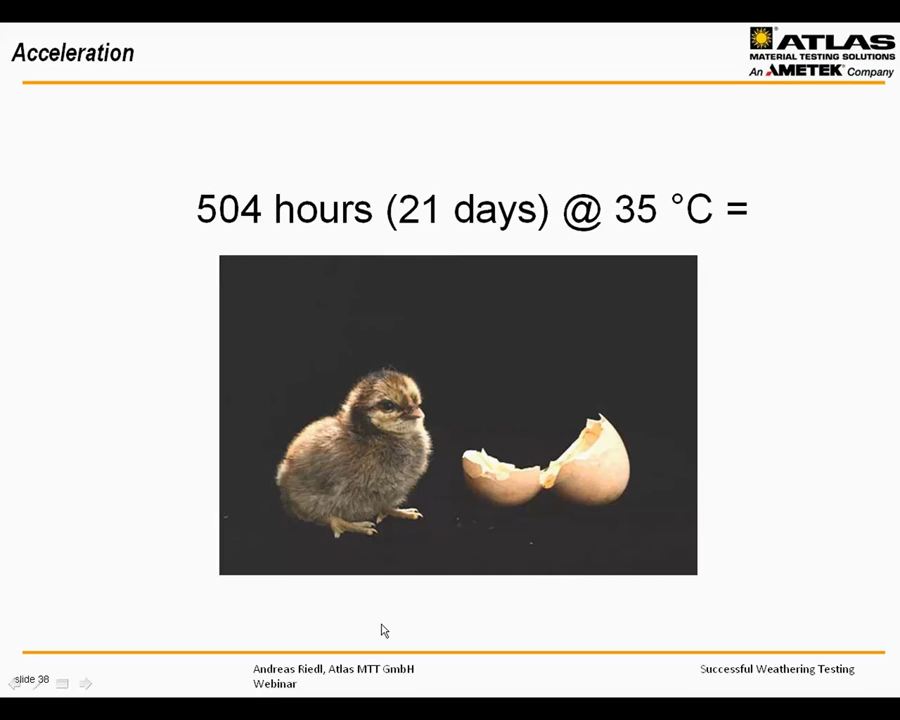 Acceleration
ATLAS
MATERIAL TESTING SOLUTIONS
An AMETEK® Company
504 hours (21 days) @ 35 °C =
slide 38
Andreas Riedl, Atlas MTT GmbH
Webinar
Successful Weathering Testing